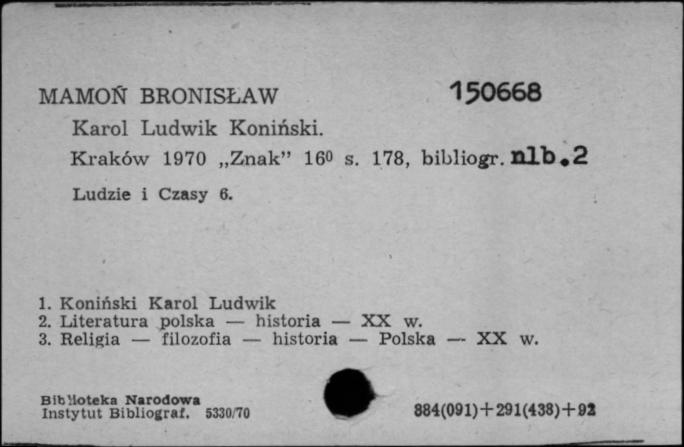 MAMOŃ BRONISŁAW 150668
Karol Ludwik Koniński.
Kraków 1970 „Znak” 16⁰ s. 178, bibliogr. nlb.2
Ludzie i Czasy 6.
1. Koniński Karol Ludwik
2. Literatura polska — historia — XX w.
3. Religia — filozofia — historia — Polska — XX w.
Biblioteka Narodowa
Instytut Bibliograf. 5330/70
884(091)+291(438)+92